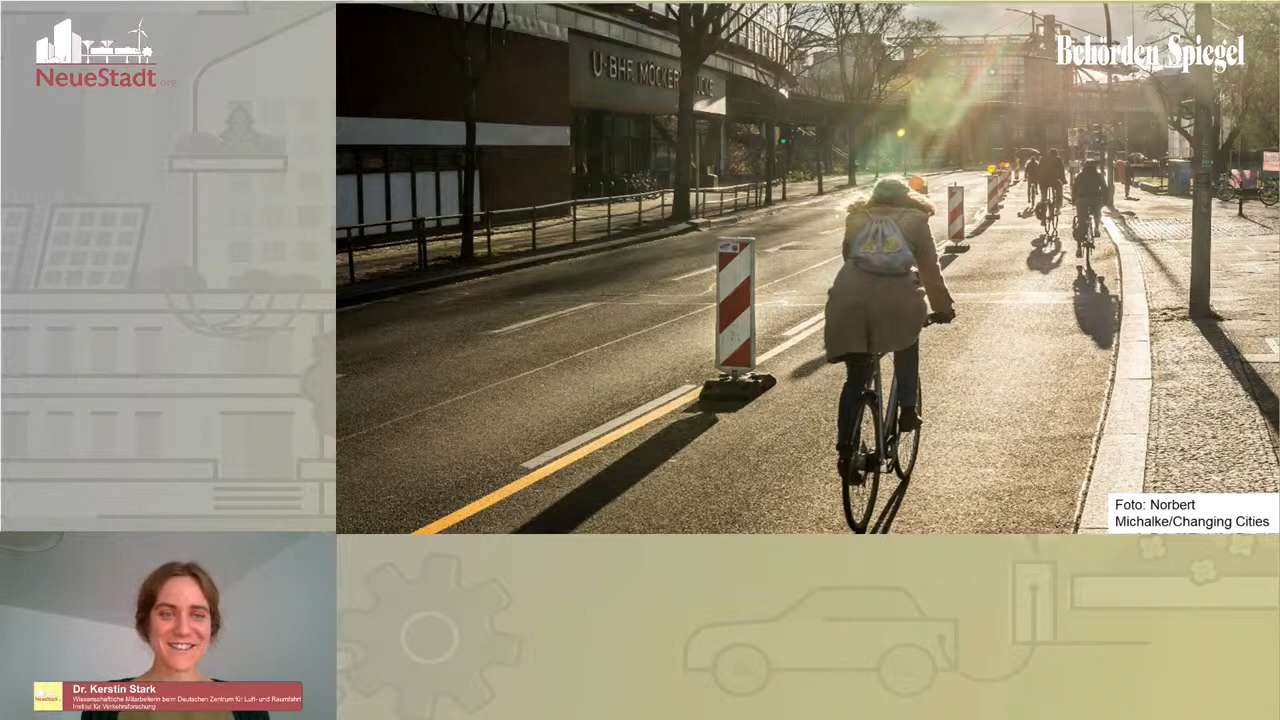 NeueStadt.org
Behörden Spiegel
U-BHF. MÖCKERNBRÜCKE
Foto: Norbert
Michalke/Changing Cities
Dr. Kerstin Stark
Wissenschaftliche Mitarbeiterin beim Deutschen Zentrum für Luft- und Raumfahrt
Institut für Verkehrsforschung